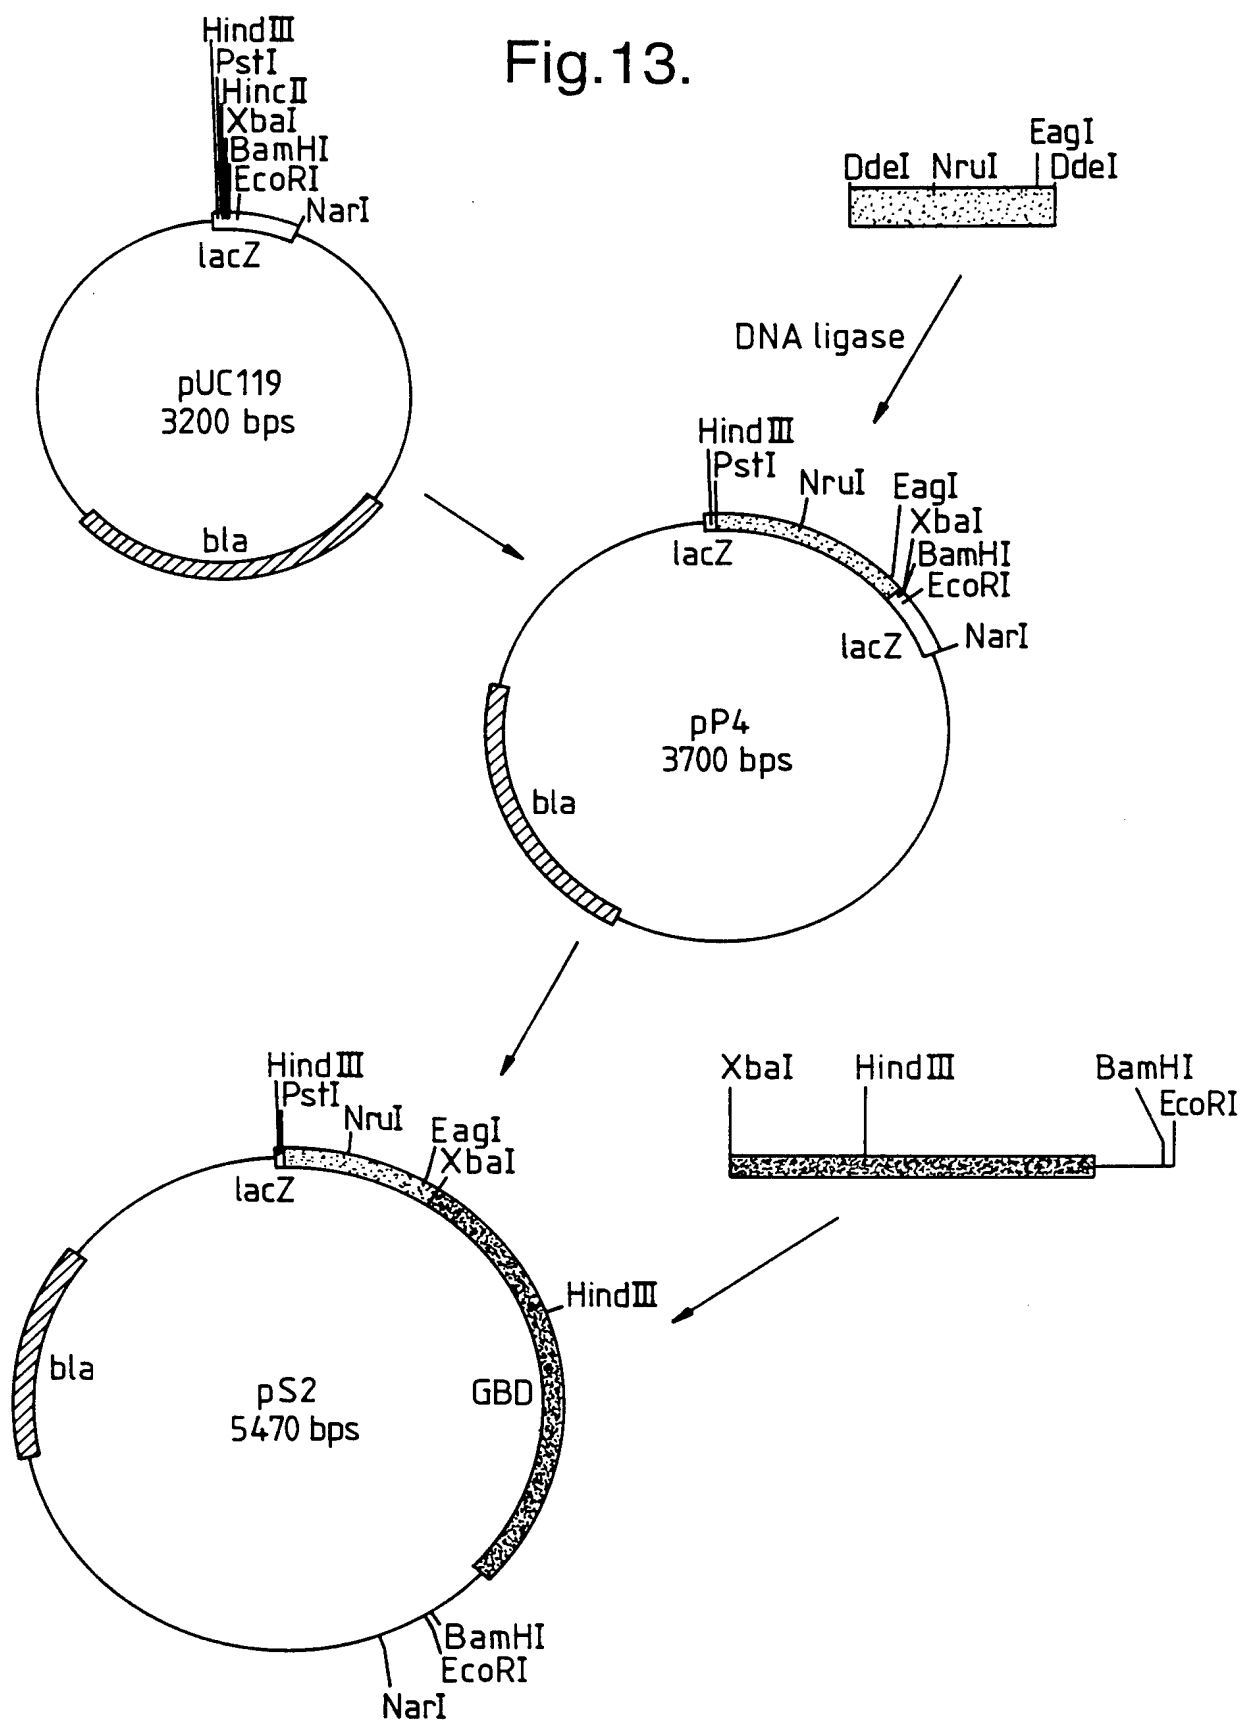 Fig.13.
HindIII
PstI
HincII
XbaI
BamHI
EcoRI
NarI
lacZ
pUC119
3200 bps
bla
EagI
DdeI NruI DdeI
DNA ligase
HindIII
PstI
NruI
EagI
XbaI
BamHI
EcoRI
lacZ
lacZ
NarI
pP4
3700 bps
bla
HindIII
PstI
NruI
EagI
XbaI
lacZ
HindIII
bla
pS2
5470 bps
GBD
BamHI
EcoRI
NarI
XbaI HindIII BamHI
EcoRI